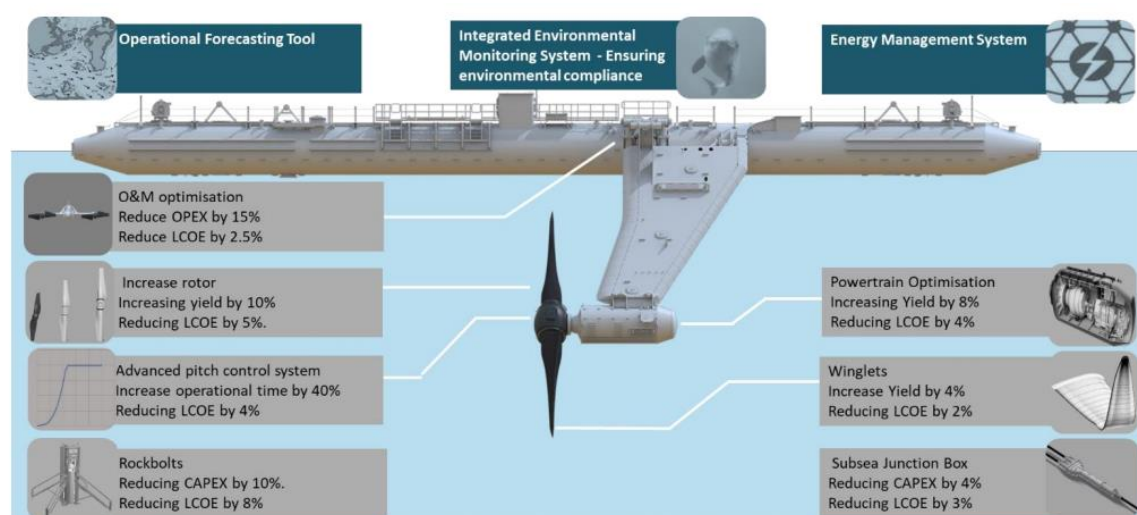 Operational Forecasting Tool
Integrated Environmental
Monitoring System - Ensuring
environmental compliance
Energy Management System
O&M optimisation
Reduce OPEX by 15%
Reduce LCOE by 2.5%
Increase rotor
Increasing yield by 10%
Reducing LCOE by 5%.
Advanced pitch control system
Increase operational time by 40%
Reducing LCOE by 4%
Rockbolts
Reducing CAPEX by 10%.
Reducing LCOE by 8%
Powertrain Optimisation
Increasing Yield by 8%
Reducing LCOE by 4%
Winglets
Increase Yield by 4%
Reducing LCOE by 2%
Subsea Junction Box
Reducing CAPEX by 4%
Reducing LCOE by 3%